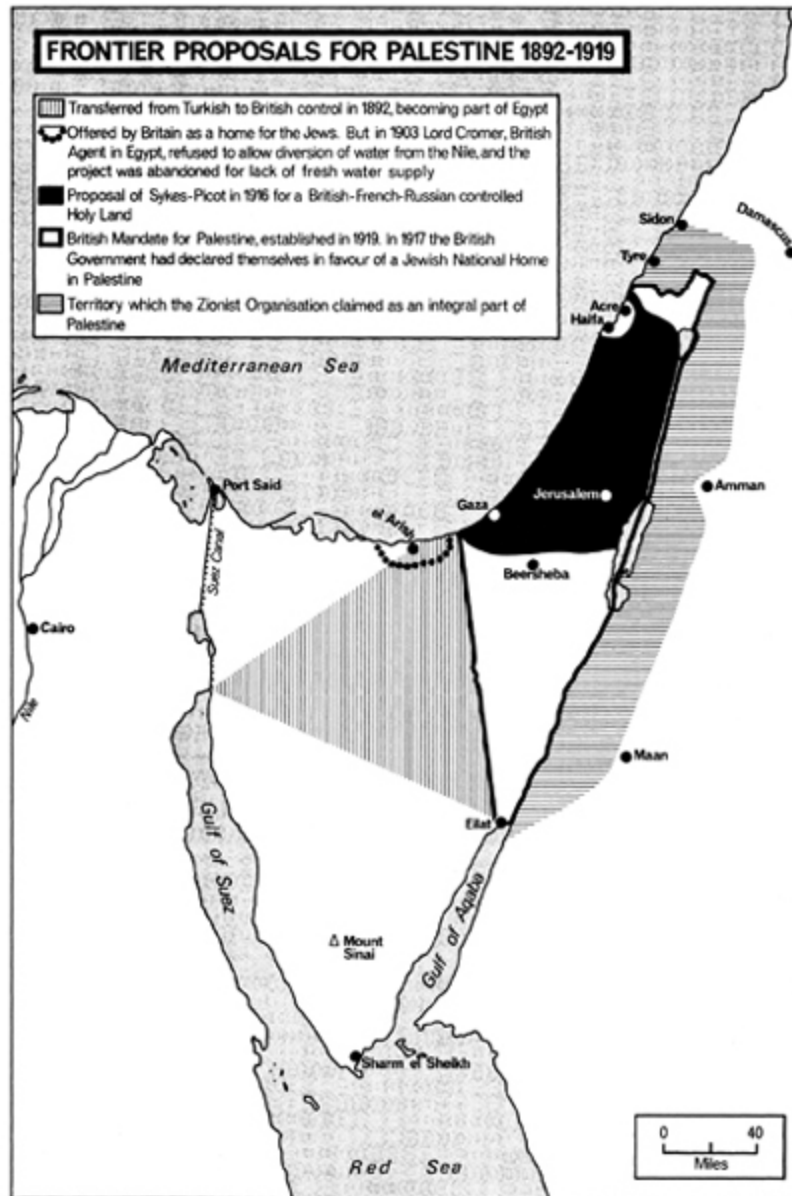 FRONTIER PROPOSALS FOR PALESTINE 1892-1919
Transferred from Turkish to British control in 1892, becoming part of Egypt
Offered by Britain as a home for the Jews. But in 1903 Lord Cromer, British
Agent in Egypt, refused to allow diversion of water from the Nile, and the
project was abandoned for lack of fresh water supply
Proposal of Sykes-Picot in 1916 for a British-French-Russian controlled
Holy Land
British Mandate for Palestine, established in 1919. In 1917 the British
Government had declared themselves in favour of a Jewish National Home
in Palestine
Territory which the Zionist Organisation claimed as an integral part of
Palestine
Sidon
Damascus
Tyre
Acre
Haifa
Mediterranean Sea
Port Said
Gaza
Jerusalem
Amman
el Arish
Suez Canal
Beersheba
Cairo
Nile
Maan
Eilat
Gulf of Suez
Gulf of Aqaba
Mount
Sinai
Sharm el Sheikh
0 40
Miles
Red Sea